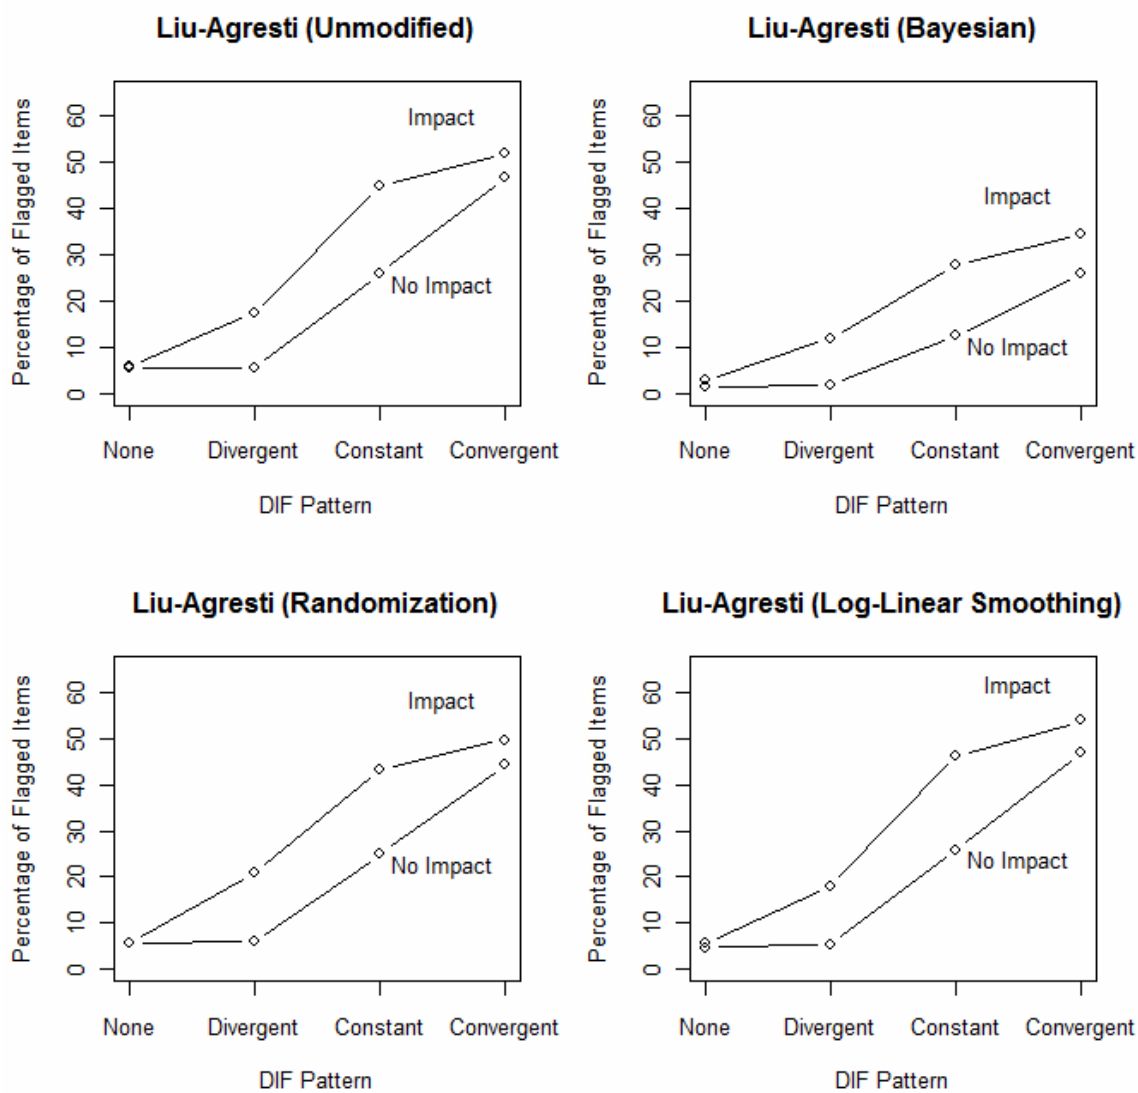 Liu-Agresti (Unmodified)
Percentage of Flagged Items
60
50
40
30
20
10
0
Impact
No Impact
None Divergent Constant Convergent
DIF Pattern
Liu-Agresti (Bayesian)
Percentage of Flagged Items
60
50
40
30
20
10
0
Impact
No Impact
None Divergent Constant Convergent
DIF Pattern
Liu-Agresti (Randomization)
Percentage of Flagged Items
60
50
40
30
20
10
0
Impact
No Impact
None Divergent Constant Convergent
DIF Pattern
Liu-Agresti (Log-Linear Smoothing)
Percentage of Flagged Items
60
50
40
30
20
10
0
Impact
No Impact
None Divergent Constant Convergent
DIF Pattern